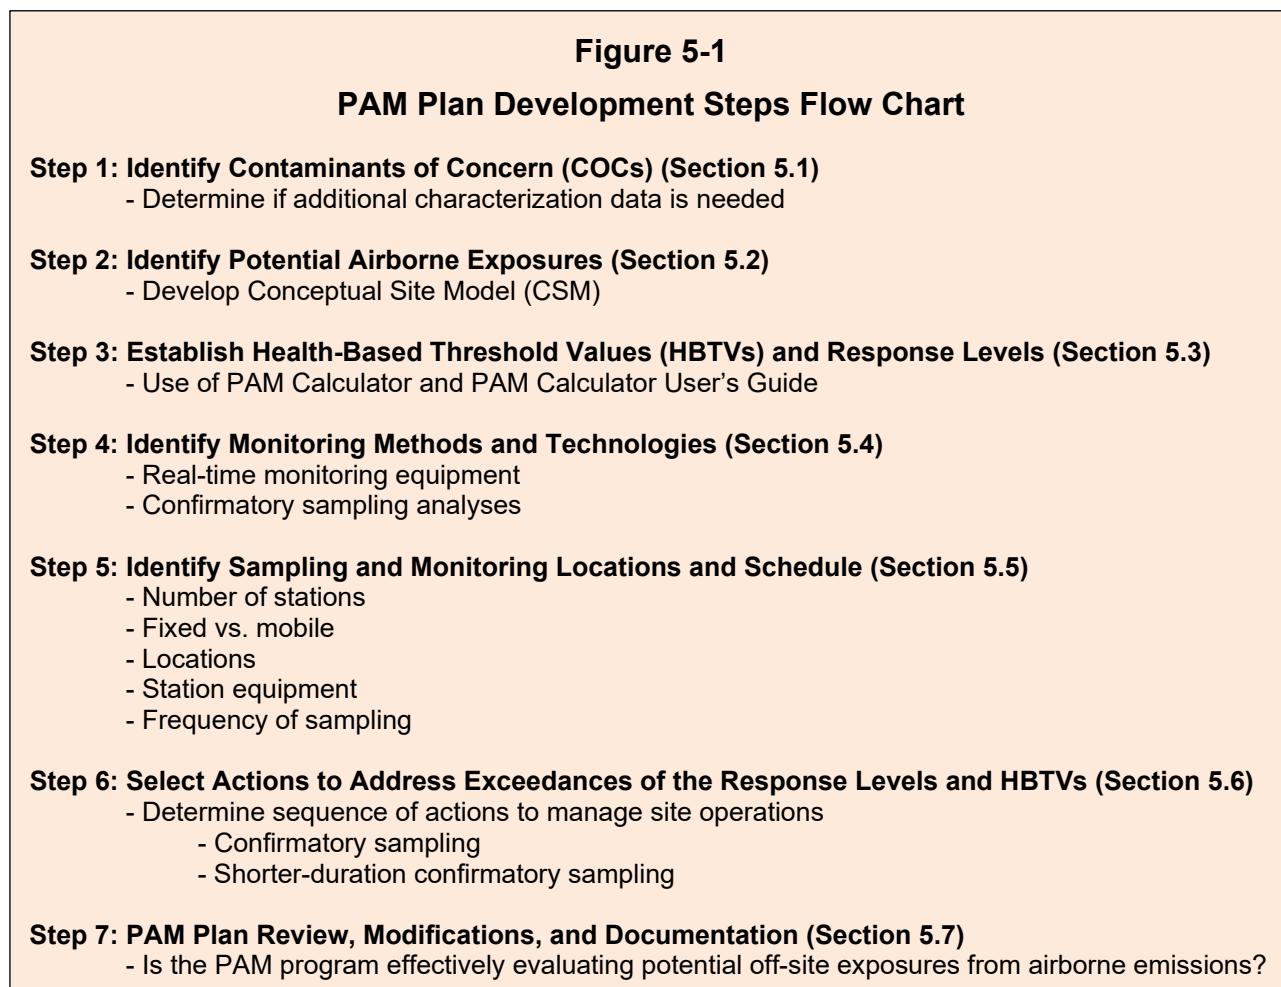 Figure 5-1
PAM Plan Development Steps Flow Chart
Step 1: Identify Contaminants of Concern (COCs) (Section 5.1)
- Determine if additional characterization data is needed
Step 2: Identify Potential Airborne Exposures (Section 5.2)
- Develop Conceptual Site Model (CSM)
Step 3: Establish Health-Based Threshold Values (HBTVs) and Response Levels (Section 5.3)
- Use of PAM Calculator and PAM Calculator User’s Guide
Step 4: Identify Monitoring Methods and Technologies (Section 5.4)
- Real-time monitoring equipment
- Confirmatory sampling analyses
Step 5: Identify Sampling and Monitoring Locations and Schedule (Section 5.5)
- Number of stations
- Fixed vs. mobile
- Locations
- Station equipment
- Frequency of sampling
Step 6: Select Actions to Address Exceedances of the Response Levels and HBTVs (Section 5.6)
- Determine sequence of actions to manage site operations
- Confirmatory sampling
- Shorter-duration confirmatory sampling
Step 7: PAM Plan Review, Modifications, and Documentation (Section 5.7)
- Is the PAM program effectively evaluating potential off-site exposures from airborne emissions?